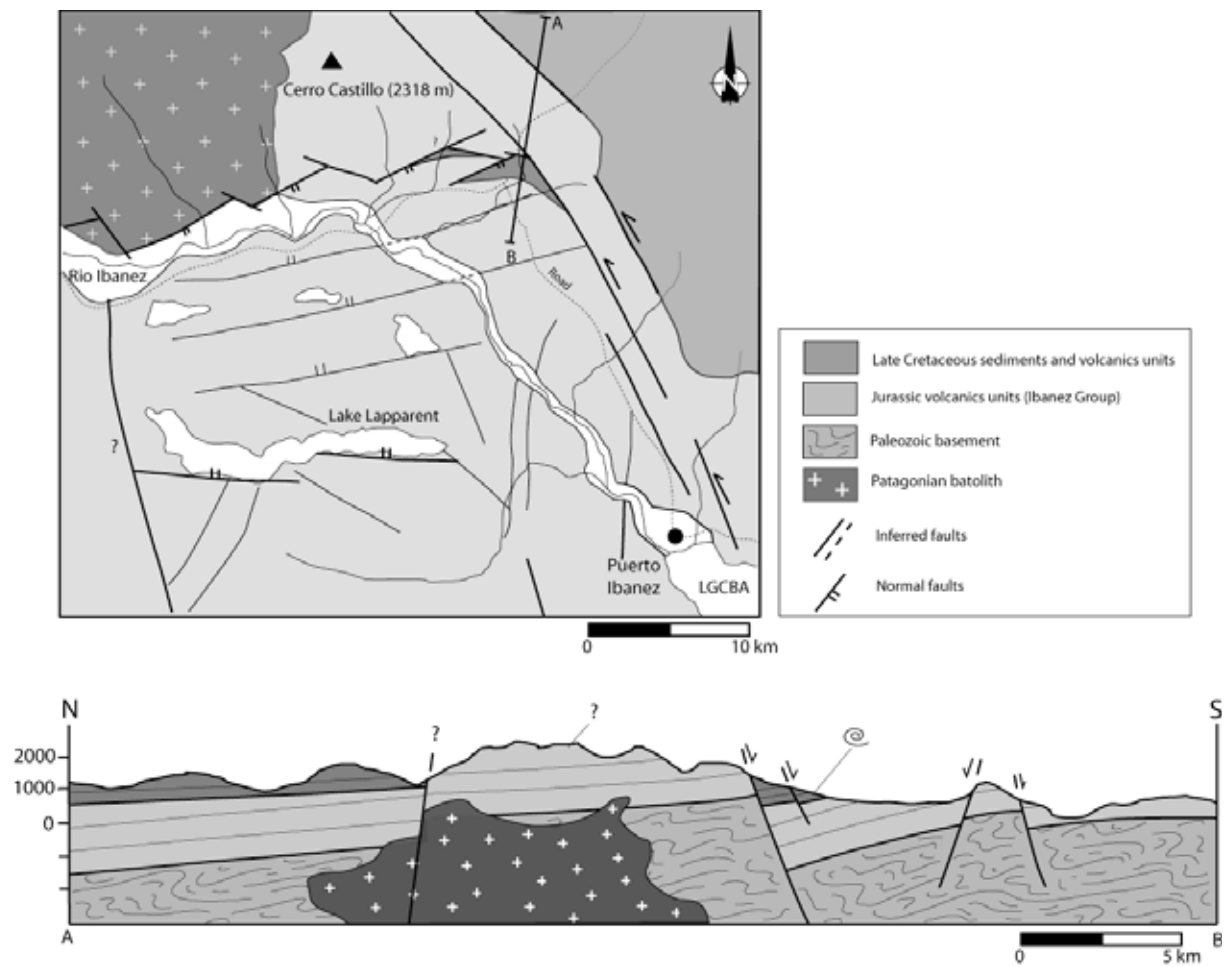 A
N
Cerro Castillo (2318 m)
?
B
Rio Ibanez
Road
?
Lake Lapparent
Puerto
Ibanez
LGCBA
0
10 km
Late Cretaceous sediments and volcanics units
Jurassic volcanics units (Ibanez Group)
Paleozoic basement
Patagonian batolith
Inferred faults
Normal faults
N
S
?
?
2000
1000
0
A
B
0
5 km